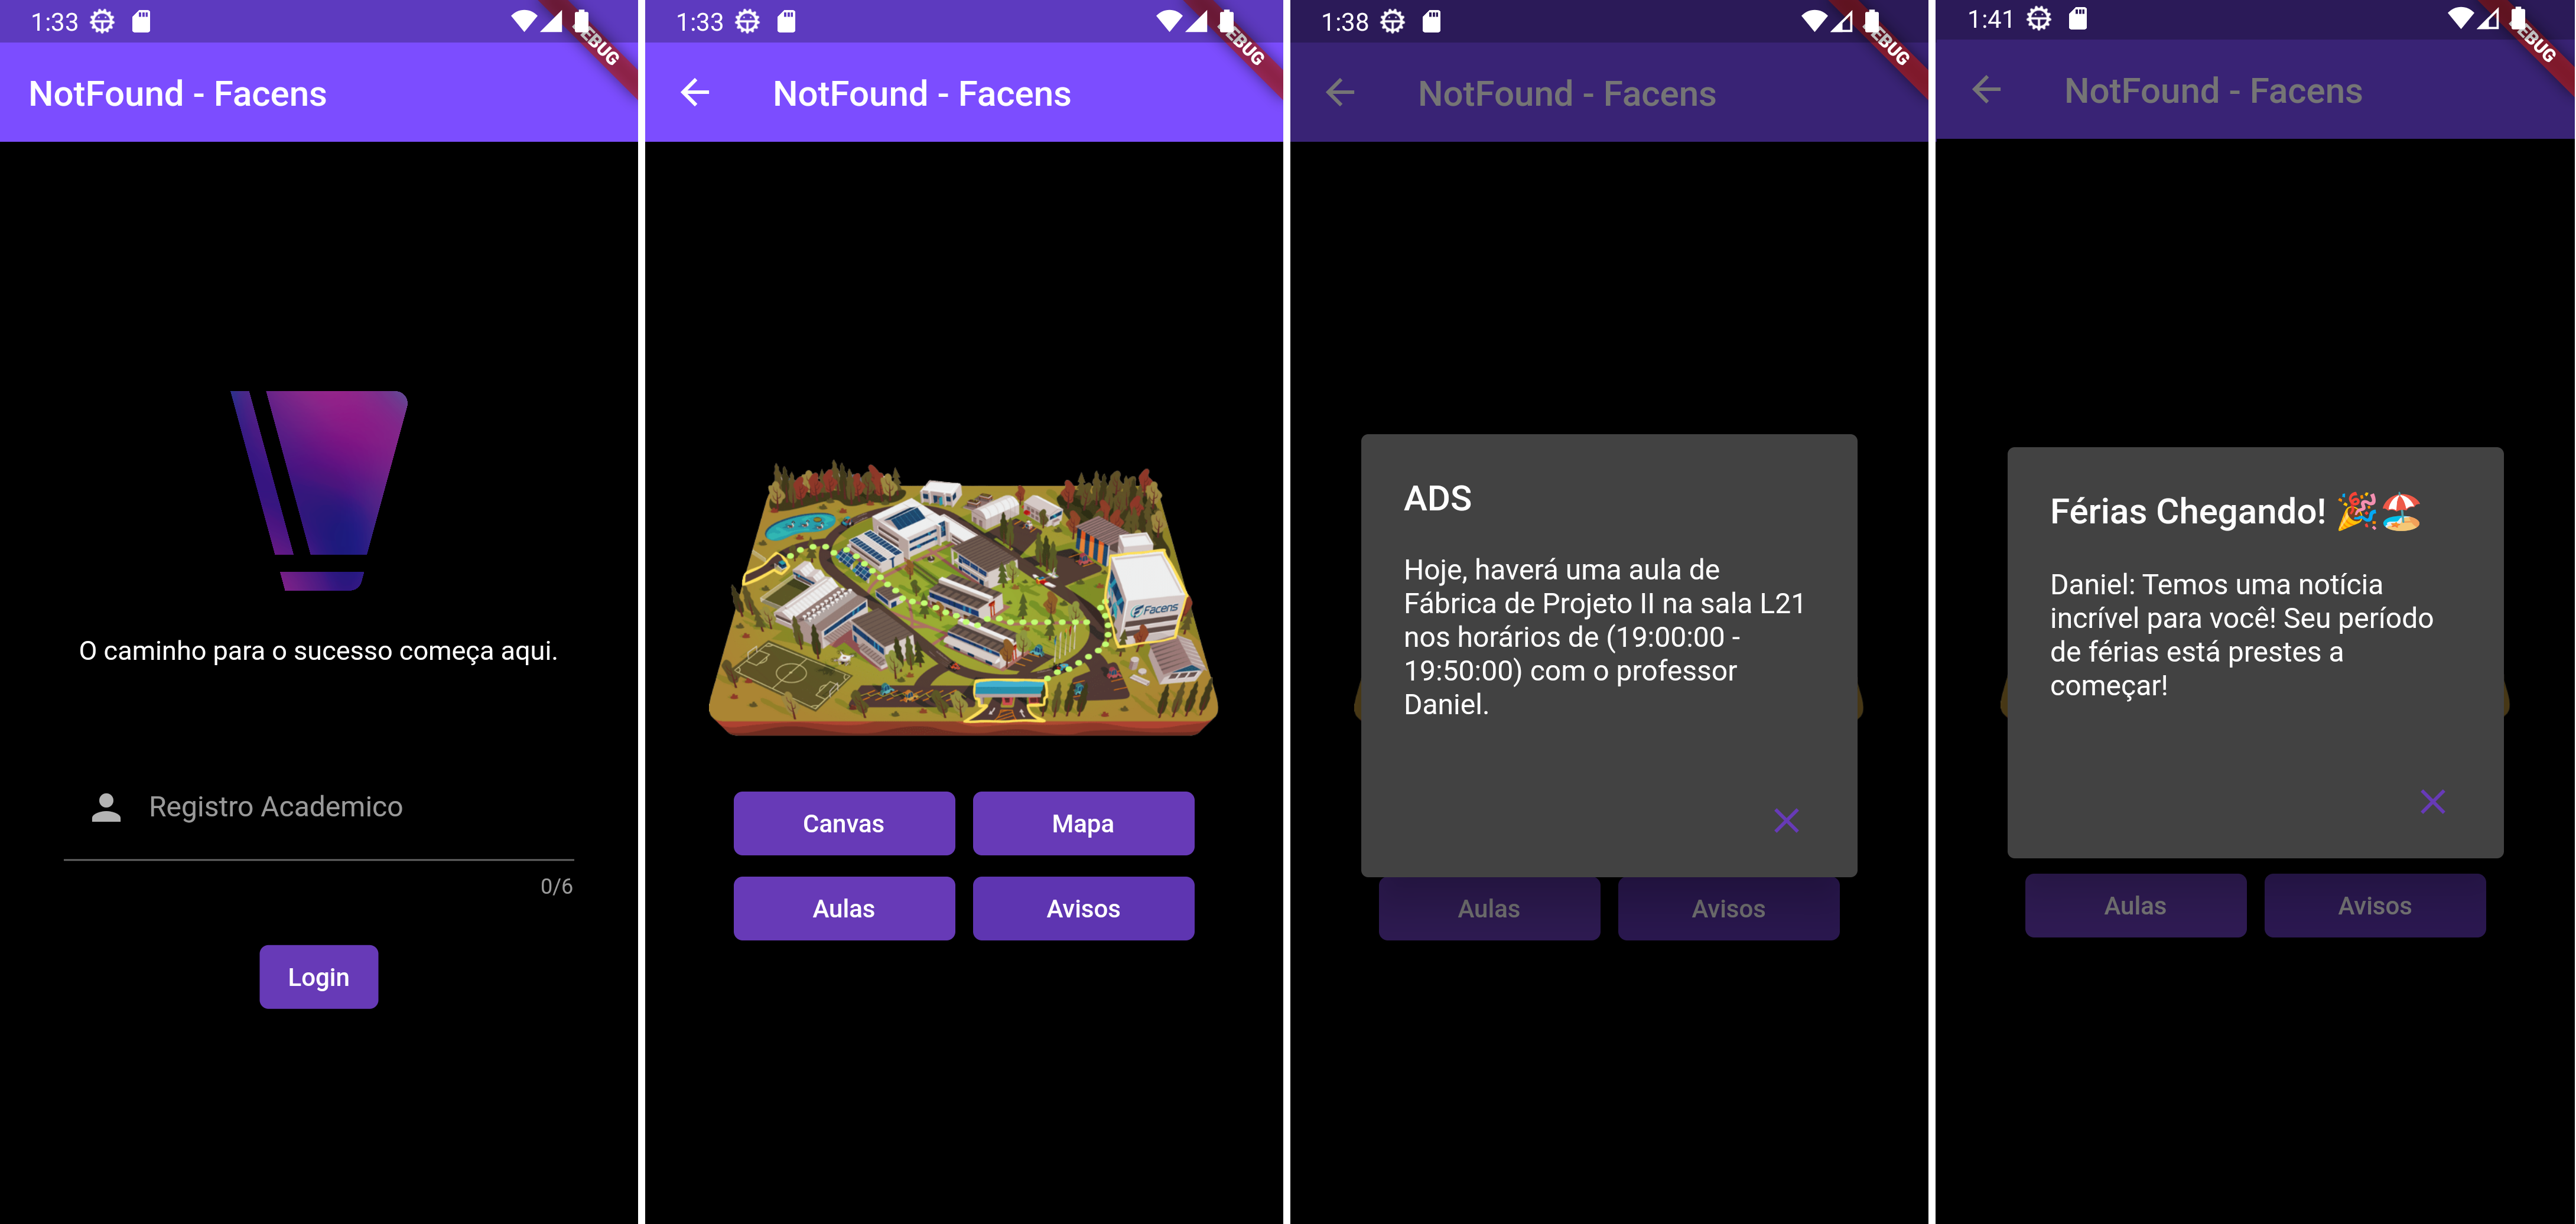 1:33
EBUG
NotFound - Facens
O caminho para o sucesso começa aqui.
Registro Academico
0/6
Login
1:33
EBUG
NotFound - Facens
Facens
Canvas
Mapa
Aulas
Avisos
1:38
EBUG
NotFound - Facens
ADS
Hoje, haverá uma aula de
Fábrica de Projeto II na sala L21
nos horários de (19:00:00 -
19:50:00) com o professor
Daniel.
Aulas
Avisos
1:41
EBUG
NotFound - Facens
Férias Chegando! 🎉🏖️
Daniel: Temos uma notícia
incrível para você! Seu período
de férias está prestes a
começar!
Aulas
Avisos